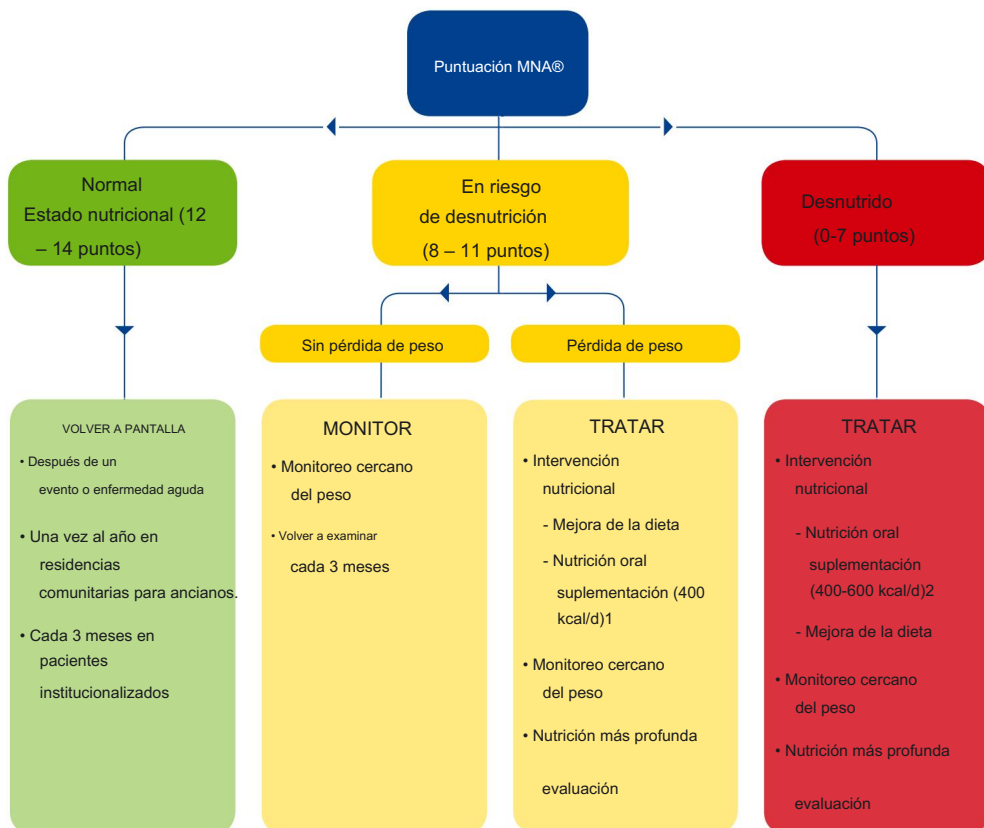 Puntuación MNA®
Normal
Estado nutricional (12
– 14 puntos)
En riesgo
de desnutrición
(8 – 11 puntos)
Desnutrido
(0-7 puntos)
Sin pérdida de peso
Pérdida de peso
VOLVER A PANTALLA
• Después de un
evento o enfermedad aguda
• Una vez al año en
residencias
comunitarias para ancianos.
• Cada 3 meses en
pacientes
institucionalizados
MONITOR
• Monitoreo cercano
del peso
• Volver a examinar
cada 3 meses
TRATAR
• Intervención
nutricional
- Mejora de la dieta
- Nutrición oral
suplementación (400
kcal/d)1
• Monitoreo cercano
del peso
• Nutrición más profunda
evaluación
TRATAR
• Intervención
nutricional
- Nutrición oral
suplementación
(400-600 kcal/d)2
- Mejora de la dieta
• Monitoreo cercano
del peso
• Nutrición más profunda
evaluación